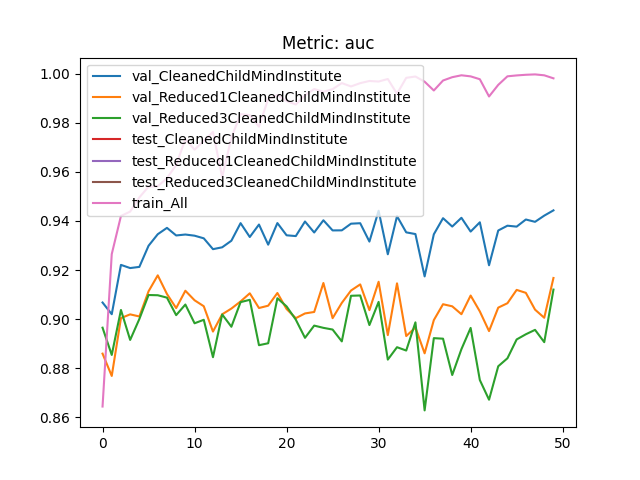 Metric: auc
1.00
0.98
0.96
0.94
0.92
0.90
0.88
0.86
val_CleanedChildMindInstitute
val_Reduced1CleanedChildMindInstitute
val_Reduced3CleanedChildMindInstitute
test_CleanedChildMindInstitute
test_Reduced1CleanedChildMindInstitute
test_Reduced3CleanedChildMindInstitute
train_All
0 10 20 30 40 50